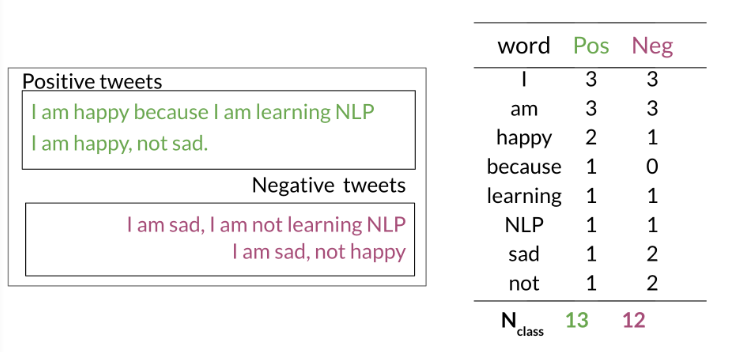 Positive tweets
I am happy because I am learning NLP
I am happy, not sad.
Negative tweets
I am sad, I am not learning NLP
I am sad, not happy
word Pos Neg
I 3 3
am 3 3
happy 2 1
because 1 0
learning 1 1
NLP 1 1
sad 1 2
not 1 2
N class 13 12